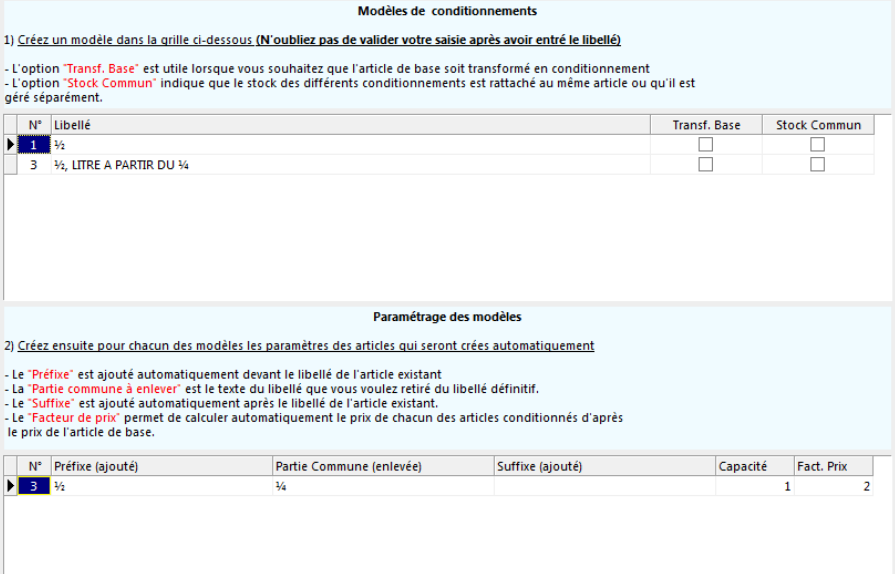 Modèles de conditionnements
1) Créez un modèle dans la grille ci-dessous (N'oubliez pas de valider votre saisie après avoir entré le libellé)
- L'option "Transf. Base" est utile lorsque vous souhaitez que l'article de base soit transformé en conditionnement
- L'option "Stock Commun" indique que le stock des différents conditionnements est rattaché au même article ou qu'il est
géré séparément.
N° Libellé Transf. Base Stock Commun
1 ½
3 ½, LITRE A PARTIR DU ¼
Paramétrage des modèles
2) Créez ensuite pour chacun des modèles les paramètres des articles qui seront crées automatiquement
- Le "Préfixe" est ajouté automatiquement devant le libellé de l'article existant
- La "Partie commune à enlever" est le texte du libellé que vous voulez retiré du libellé définitif.
- Le "Suffixe" est ajouté automatiquement après le libellé de l'article existant.
- Le "Facteur de prix" permet de calculer automatiquement le prix de chacun des articles conditionnés d'après
le prix de l'article de base.
N° Préfixe (ajouté) Partie Commune (enlevée) Suffixe (ajouté) Capacité Fact. Prix
3 ½ ¼ 1 2